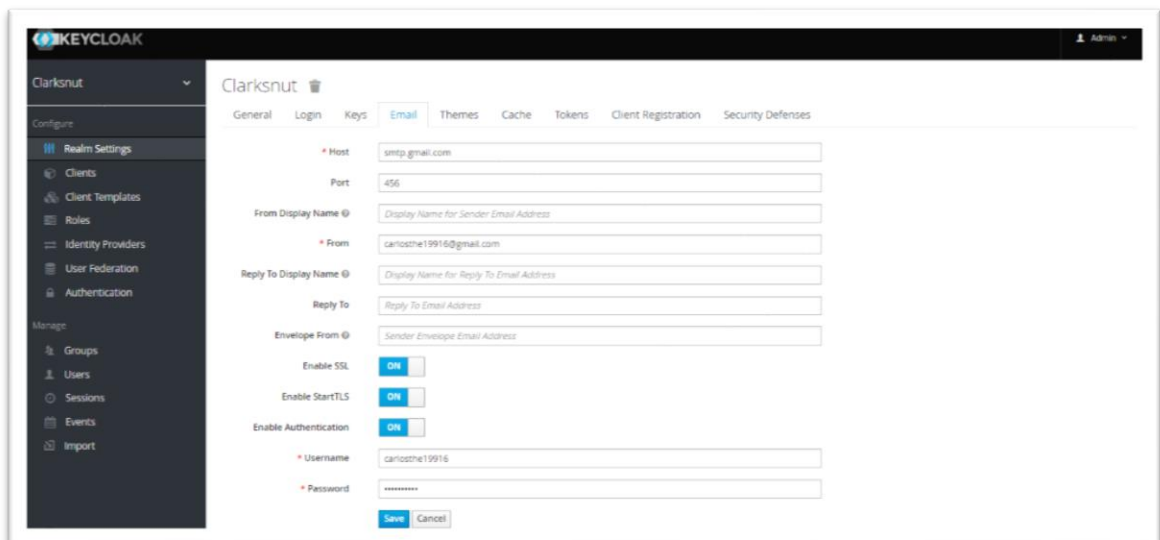 KEYCLOAK
Admin
Clarksnut
Configure
Realm Settings
Clients
Client Templates
Roles
Identity Providers
User Federation
Authentication
Manage
Groups
Users
Sessions
Events
Import
Clarksnut
General Login Keys Email Themes Cache Tokens Client Registration Security Defenses
* Host smtp.gmail.com
Port 456
From Display Name Display Name for Sender Email Address
* From carlosthe19916@gmail.com
Reply To Display Name Display Name for Reply To Email Address
Reply To Reply To Email Address
Envelope From Sender Envelope Email Address
Enable SSL ON
Enable StartTLS ON
Enable Authentication ON
* Username carlosthe19916
* Password ••••••••••
Save Cancel